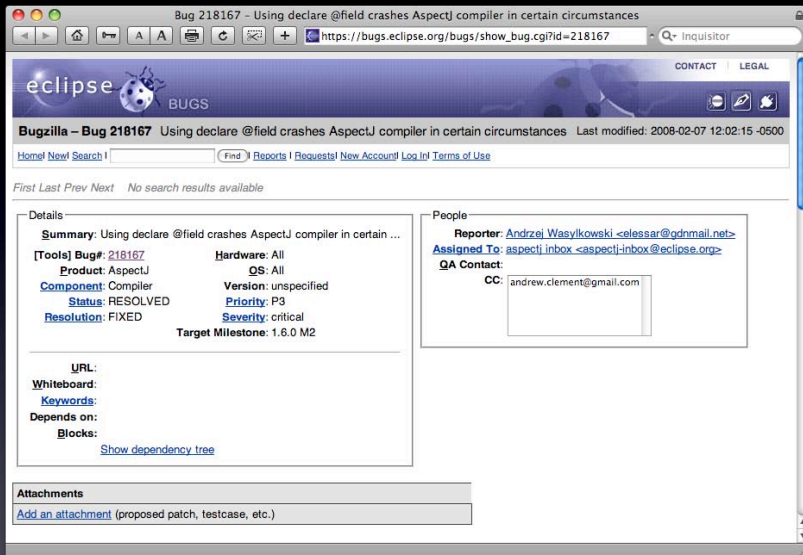 Bug 218167 - Using declare @field crashes AspectJ compiler in certain circumstances
A A https://bugs.eclipse.org/bugs/show_bug.cgi?id=218167 Inquisitor
CONTACT LEGAL
eclipse BUGS
Bugzilla – Bug 218167 Using declare @field crashes AspectJ compiler in certain circumstances Last modified: 2008-02-07 12:02:15 -0500
Home| New| Search | Find | Reports | Requests| New Account| Log In| Terms of Use
First Last Prev Next No search results available
Details
Summary: Using declare @field crashes AspectJ compiler in certain ...
[Tools] Bug#: 218167 Hardware: All
Product: AspectJ OS: All
Component: Compiler Version: unspecified
Status: RESOLVED Priority: P3
Resolution: FIXED Severity: critical
Target Milestone: 1.6.0 M2
URL:
Whiteboard:
Keywords:
Depends on:
Blocks:
Show dependency tree
People
Reporter: Andrzej Wasylkowski <elessar@gdnmail.net>
Assigned To: aspectj inbox <aspectj-inbox@eclipse.org>
QA Contact:
CC: andrew.clement@gmail.com
Attachments
Add an attachment (proposed patch, testcase, etc.)